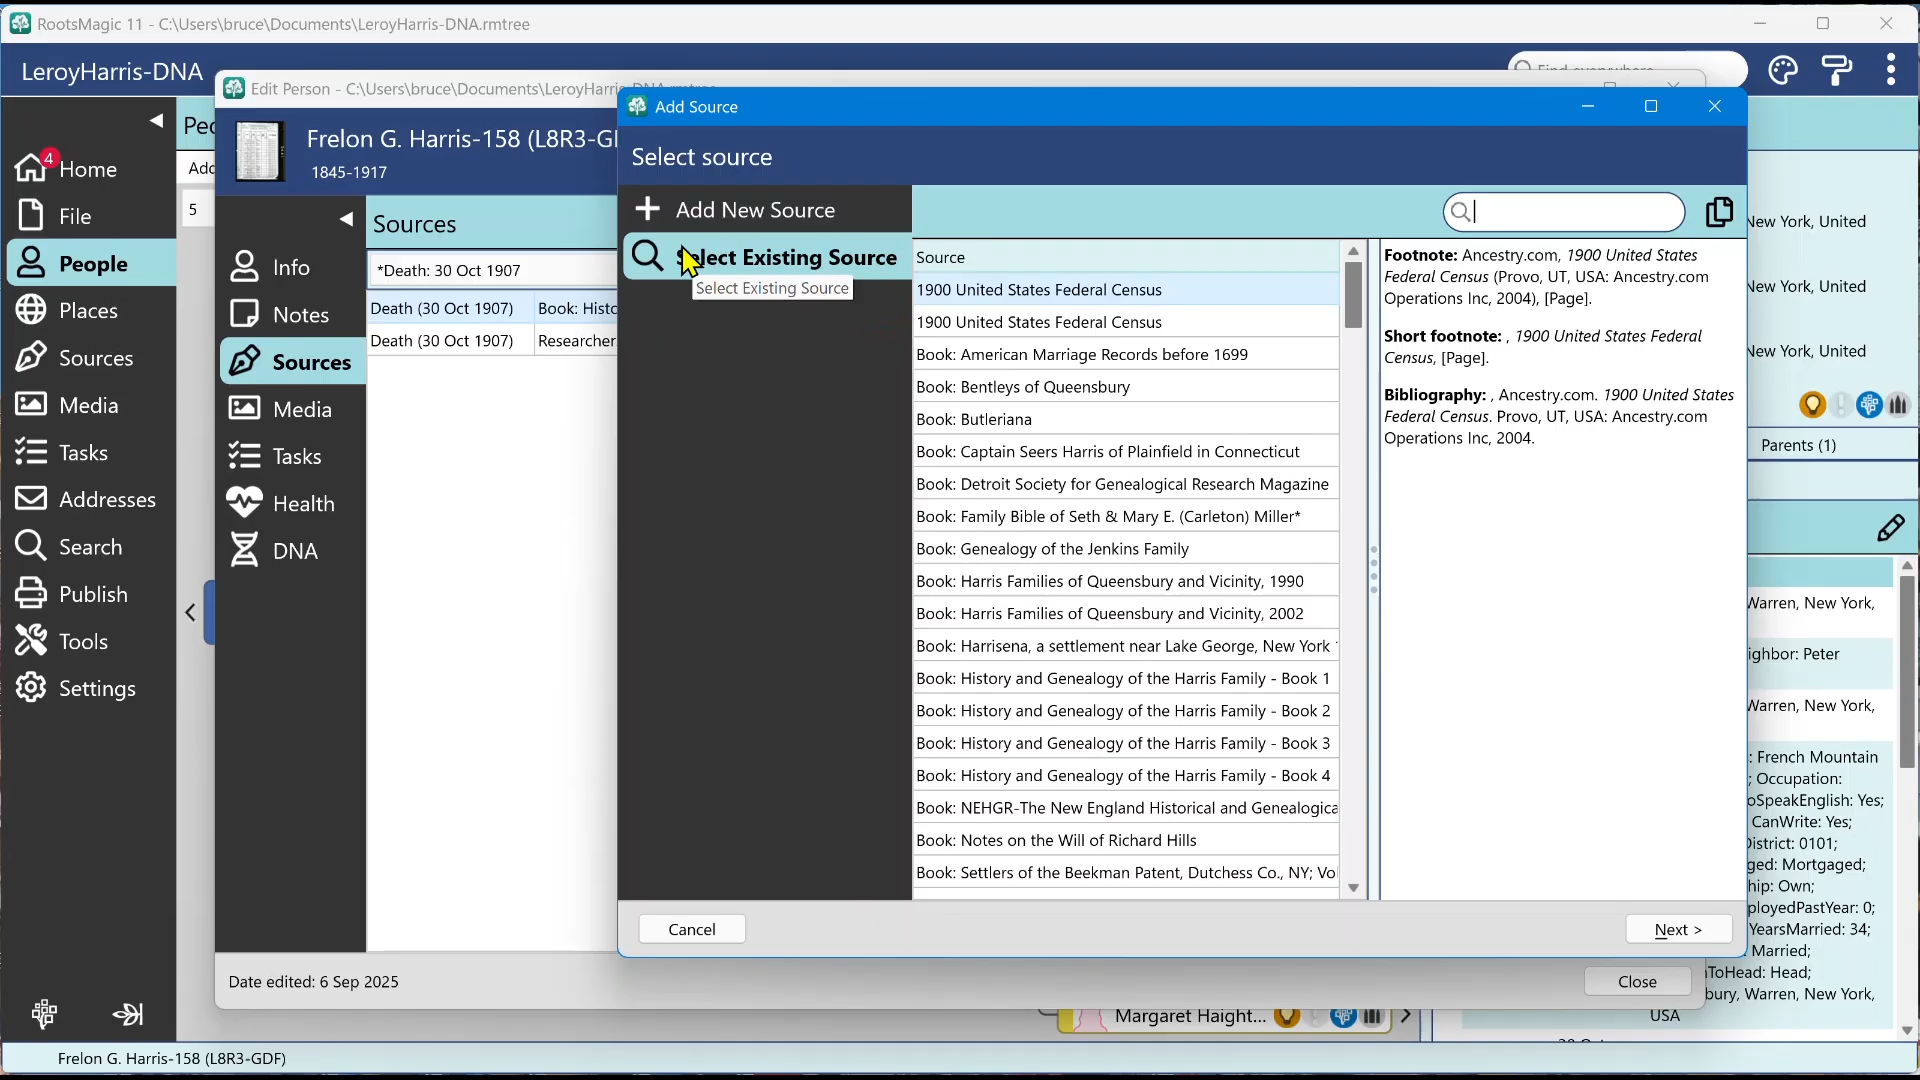 RootsMagic 11 - C:\Users\bruce\Documents\LeroyHarris-DNA.rmtree
LeroyHarris-DNA
Home
4
File
People
Places
Sources
Media
Tasks
Addresses
Search
Publish
Tools
Settings
5
Edit Person - C:\Users\bruce\Documents\LeroyHarris-DNA.rmtree
Frelon G. Harris-158 (L8R3-G
1845-1917
Info
Notes
Sources
Media
Tasks
Health
DNA
Sources
*Death: 30 Oct 1907
Death (30 Oct 1907) Book: Histo
Death (30 Oct 1907) Researcher
Date edited: 6 Sep 2025
Close
Add Source
Select source
Add New Source
Select Existing Source
Select Existing Source
Source
1900 United States Federal Census
1900 United States Federal Census
Book: American Marriage Records before 1699
Book: Bentleys of Queensbury
Book: Butleriana
Book: Captain Seers Harris of Plainfield in Connecticut
Book: Detroit Society for Genealogical Research Magazine
Book: Family Bible of Seth & Mary E. (Carleton) Miller*
Book: Genealogy of the Jenkins Family
Book: Harris Families of Queensbury and Vicinity, 1990
Book: Harris Families of Queensbury and Vicinity, 2002
Book: Harrisena, a settlement near Lake George, New York
Book: History and Genealogy of the Harris Family - Book 1
Book: History and Genealogy of the Harris Family - Book 2
Book: History and Genealogy of the Harris Family - Book 3
Book: History and Genealogy of the Harris Family - Book 4
Book: NEHGR-The New England Historical and Genealogica
Book: Notes on the Will of Richard Hills
Book: Settlers of the Beekman Patent, Dutchess Co., NY; Vo
Footnote: Ancestry.com, 1900 United States
Federal Census (Provo, UT, USA: Ancestry.com
Operations Inc, 2004), [Page].
Short footnote: , 1900 United States Federal
Census, [Page].
Bibliography: , Ancestry.com. 1900 United States
Federal Census. Provo, UT, USA: Ancestry.com
Operations Inc, 2004.
Cancel
Next >
New York, United
New York, United
New York, United
Parents (1)
Warren, New York,
ighbor: Peter
Warren, New York,
: French Mountain
; Occupation:
oSpeakEnglish: Yes;
CanWrite: Yes;
District: 0101;
ged: Mortgaged;
hip: Own;
ployedPastYear: 0;
YearsMarried: 34;
Married;
nToHead: Head;
bury, Warren, New York,
USA
Margaret Haight...
Frelon G. Harris-158 (L8R3-GDF)